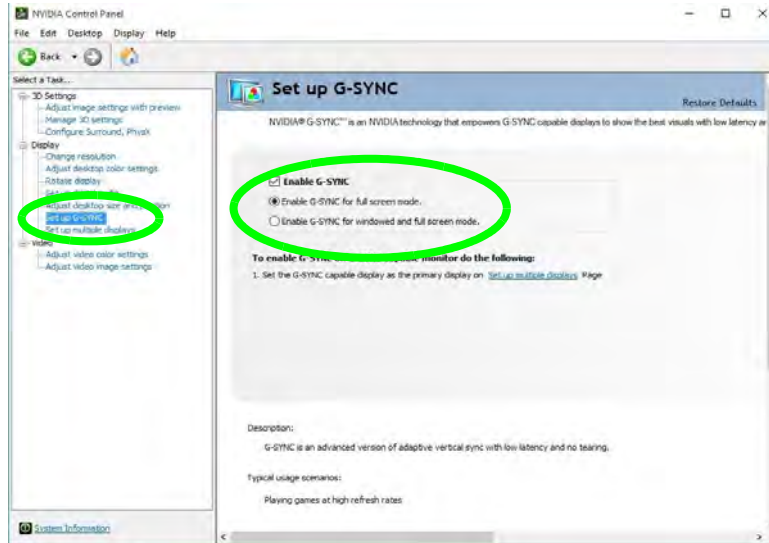 NVIDIA Control Panel
File Edit Desktop Display Help
Back
Select a Task...
3D Settings
Adjust image settings with preview
Manage 3D settings
Configure Surround, PhysX
Display
Change resolution
Adjust desktop color settings
Rotate display
Adjust desktop size and position
Set up G-SYNC
Set up multiple displays
Video
Adjust video color settings
Adjust video image settings
System Information
Set up G-SYNC
Restore Defaults
NVIDIA® G-SYNC™ is an NVIDIA technology that empowers G-SYNC capable displays to show the best visuals with low latency ar
Enable G-SYNC
Enable G-SYNC for full screen mode.
Enable G-SYNC for windowed and full screen mode.
To enable G-SYNC monitor do the following:
1. Set the G-SYNC capable display as the primary display on Set up multiple displays Page
Description:
G-SYNC is an advanced version of adaptive vertical sync with low latency and no tearing.
Typical usage scenarios:
Playing games at high refresh rates